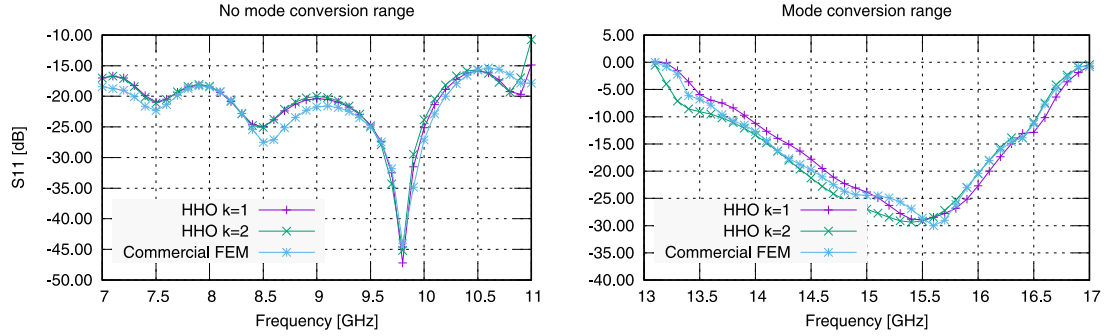 No mode conversion range
S11 [dB]
-10.00
-15.00
-20.00
-25.00
-30.00
-35.00
-40.00
-45.00
-50.00
HHO k=1
HHO k=2
Commercial FEM
7 7.5 8 8.5 9 9.5 10 10.5 11
Frequency [GHz]
Mode conversion range
5.00
0.00
-5.00
-10.00
-15.00
-20.00
-25.00
-30.00
-35.00
-40.00
HHO k=1
HHO k=2
Commercial FEM
13 13.5 14 14.5 15 15.5 16 16.5 17
Frequency [GHz]